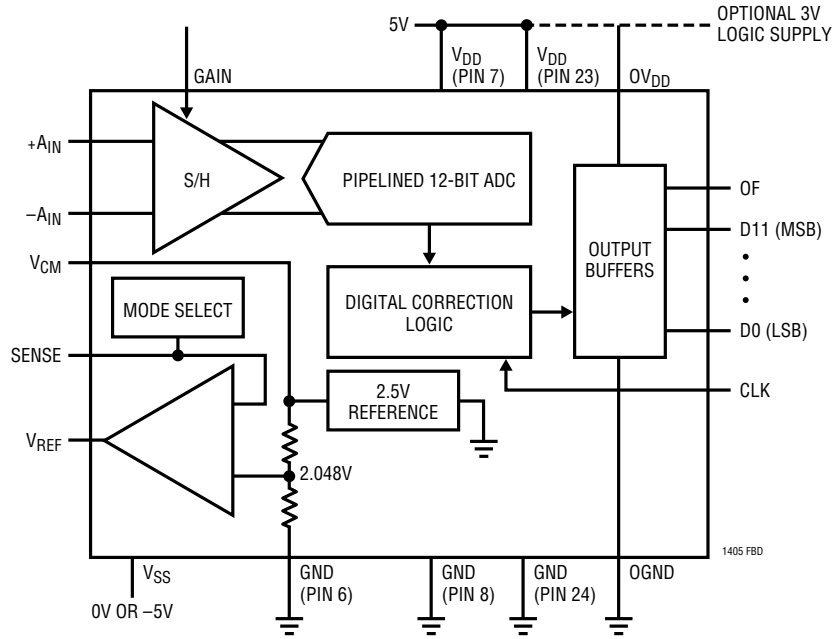 5V
OPTIONAL 3V
LOGIC SUPPLY
GAIN
VDD
(PIN 7)
VDD
(PIN 23)
OVDD
+AIN
–AIN
S/H
PIPELINED 12-BIT ADC
OUTPUT
BUFFERS
OF
D11 (MSB)
D0 (LSB)
CLK
VCM
MODE SELECT
DIGITAL CORRECTION
LOGIC
SENSE
2.5V
REFERENCE
VREF
2.048V
1405 FBD
VSS
0V OR –5V
GND
(PIN 6)
GND
(PIN 8)
GND
(PIN 24)
OGND